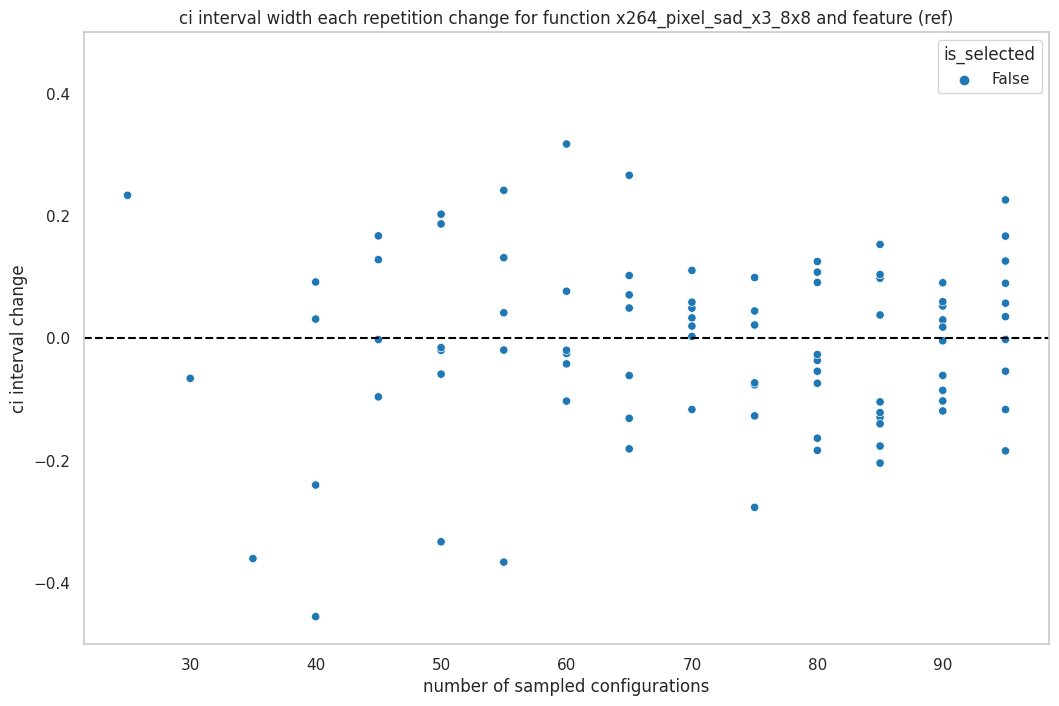 ci interval width each repetition change for function x264_pixel_sad_x3_8x8 and feature (ref)
is_selected
False
ci interval change
0.4
0.2
0.0
−0.2
−0.4
30 40 50 60 70 80 90
number of sampled configurations